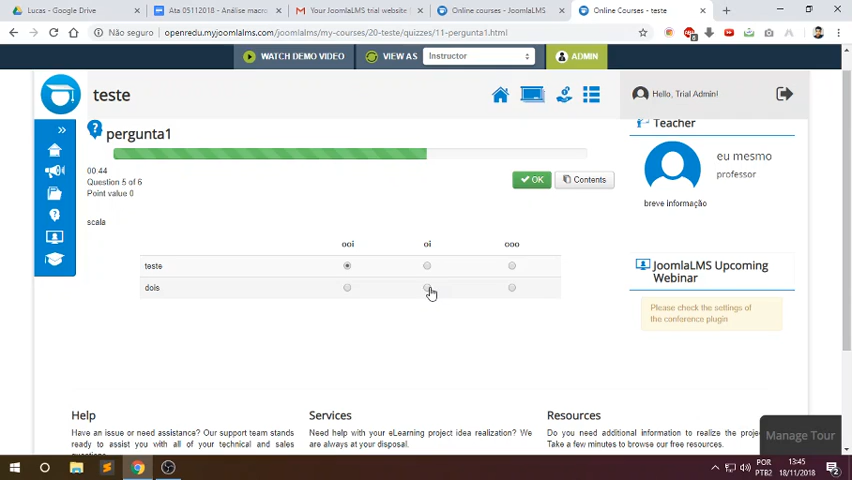 Lucas - Google Drive
Ata 05112018 - Análise macro
Your JoomlaLMS trial website
Online courses - JoomlaLMS
Online Courses - teste
Não seguro
openredu.myjoomlalms.com/joomla/my-courses/20-teste/quizzes/11-pergunta1.html
WATCH DEMO VIDEO
VIEW AS
Instructor
ADMIN
teste
Hello, Trial Admin!
pergunta1
Teacher
00:44
Question 5 of 6
Point value 0
OK
Contents
eu mesmo
professor
breve informação
scala
ooi oi ooo
teste
dois
JoomlaLMS Upcoming
Webinar
Please check the settings of
the conference plugin
Help
Have an issue or need assistance? Our support team stands
ready to assist you with all of your technical and sales
questions.
Services
Need help with your eLearning project idea realization? We
are always at your disposal.
Resources
Do you need additional information to realize the
Take a few minutes to browse our free resources.
Manage Tour
POR
PTB2
13:45
18/11/2018